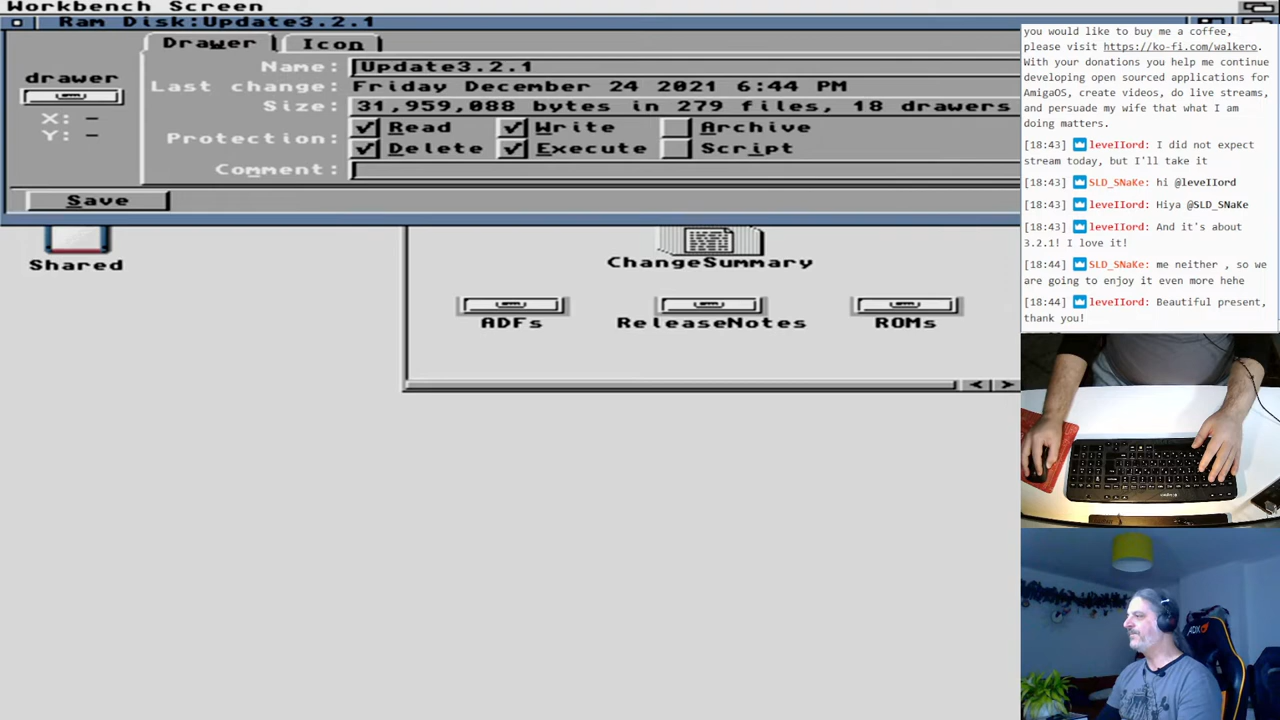 Workbench Screen
Ram Disk:Update3.2.1
Drawer
Icon
drawer
X: -
Y: -
Name: Update3.2.1
Last change: Friday December 24 2021 6:44 PM
Size: 31,959,088 bytes in 279 files, 18 drawers
Protection:
Read
Write
Archive
Delete
Execute
Script
Comment:
Save
Shared
ChangeSummary
ADFs
ReleaseNotes
ROMs
you would like to buy me a coffee,
please visit https://ko-fi.com/walkero.
With your donations you help me continue
developing open sourced applications for
AmigaOS, create videos, do live streams,
and persuade my wife that what I am
doing matters.
[18:43] leveIIord: I did not expect
stream today, but I'll take it
[18:43] SLD_SNaKe: hi @leveIIord
[18:43] leveIIord: Hiya @SLD_SNaKe
[18:43] leveIIord: And it's about
3.2.1! I love it!
[18:44] SLD_SNaKe: me neither , so we
are going to enjoy it even more hehe
[18:44] leveIIord: Beautiful present,
thank you!
ADX